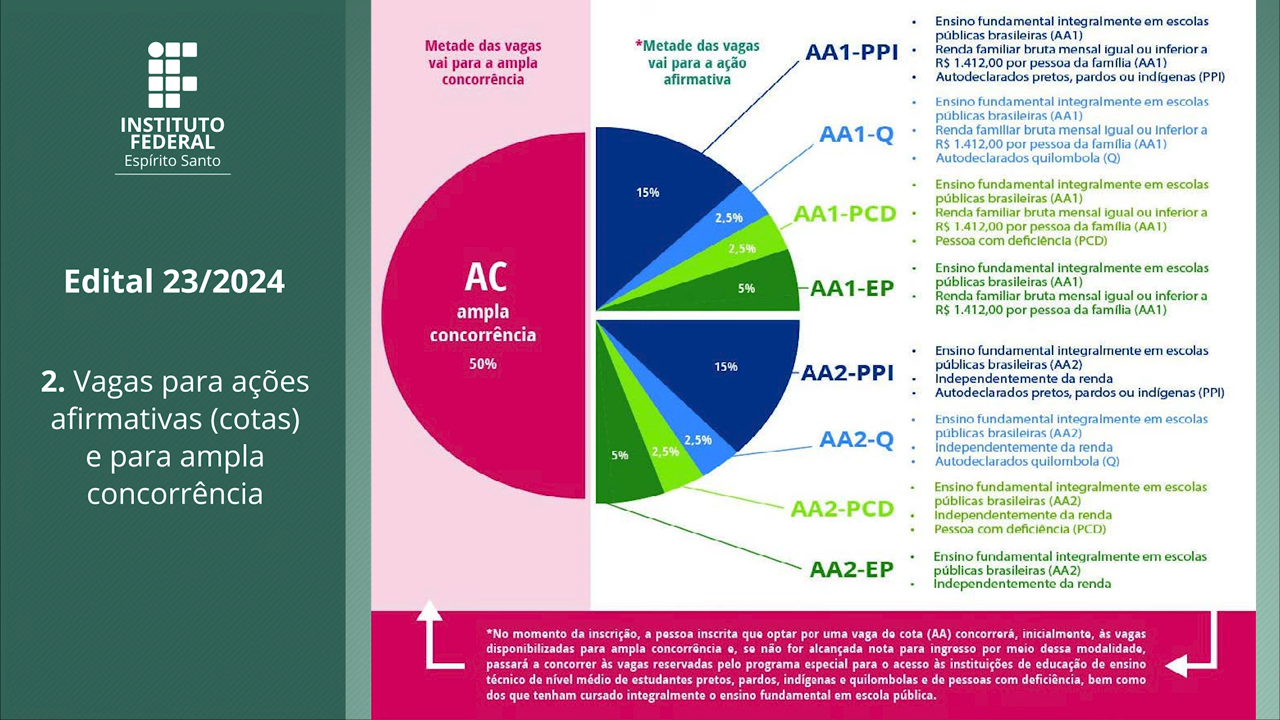 INSTITUTO
FEDERAL
Espírito Santo
Edital 23/2024
2. Vagas para ações
afirmativas (cotas)
e para ampla
concorrência
Metade das vagas
vai para a ampla
concorrência
*Metade das vagas
vai para a ação
afirmativa
AC
ampla
concorrência
50%
15%
2,5%
2,5%
5%
15%
2,5%
2,5%
5%
AA1-PPI
• Ensino fundamental integralmente em escolas
públicas brasileiras (AA1)
• Renda familiar bruta mensal igual ou inferior a
R$ 1.412,00 por pessoa da família (AA1)
• Autodeclarados pretos, pardos ou indígenas (PPI)
AA1-Q
• Ensino fundamental integralmente em escolas
públicas brasileiras (AA1)
• Renda familiar bruta mensal igual ou inferior a
R$ 1.412,00 por pessoa da família (AA1)
• Autodeclarados quilombola (Q)
AA1-PCD
• Ensino fundamental integralmente em escolas
públicas brasileiras (AA1)
• Renda familiar bruta mensal igual ou inferior a
R$ 1.412,00 por pessoa da família (AA1)
• Pessoa com deficiência (PCD)
AA1-EP
• Ensino fundamental integralmente em escolas
públicas brasileiras (AA1)
• Renda familiar bruta mensal igual ou inferior a
R$ 1.412,00 por pessoa da família (AA1)
AA2-PPI
• Ensino fundamental integralmente em escolas
públicas brasileiras (AA2)
• Independentemente da renda
• Autodeclarados pretos, pardos ou indígenas (PPI)
AA2-Q
• Ensino fundamental integralmente em escolas
públicas brasileiras (AA2)
• Independentemente da renda
• Autodeclarados quilombola (Q)
AA2-PCD
• Ensino fundamental integralmente em escolas
públicas brasileiras (AA2)
• Independentemente da renda
• Pessoa com deficiência (PCD)
AA2-EP
• Ensino fundamental integralmente em escolas
públicas brasileiras (AA2)
• Independentemente da renda
*No momento da inscrição, a pessoa inscrita que optar por uma vaga de cota (AA) concorrerá, inicialmente, às vagas
disponibilizadas para ampla concorrência e, se não for alcançada nota para ingresso por meio dessa modalidade,
passará a concorrer às vagas reservadas pelo programa especial para o acesso às instituições de educação de ensino
técnico de nível médio de estudantes pretos, pardos, indígenas e quilombolas e de pessoas com deficiência, bem como
dos que tenham cursado integralmente o ensino fundamental em escola pública.